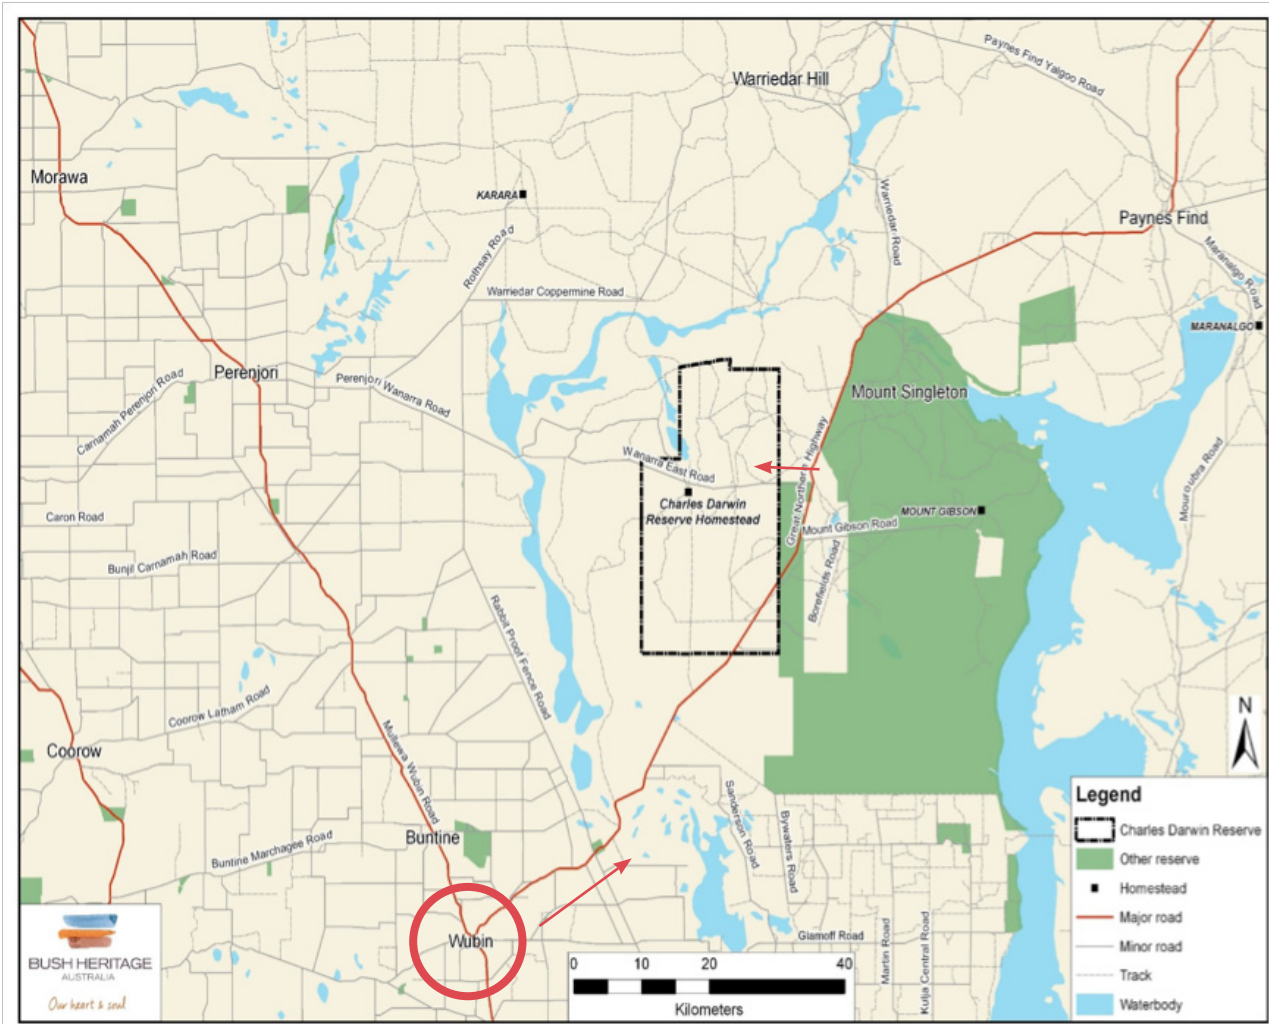 Warriedar Hill
Paynes Find Yalgoo Road
Morawa
KARARA
Warriedar Road
Paynes Find
Rothsay Road
Maranalgo Road
Warriedar Coppermine Road
MARANALGO
Perenjori
Carnamah Perenjori Road
Perenjori Wanarra Road
Mount Singleton
Great Northern Highway
Wanarra East Road
Mouroubra Road
Charles Darwin
Reserve Homestead
MOUNT GIBSON
Mount Gibson Road
Caron Road
Bunjil Carnamah Road
Borefields Road
Rabbit Proof Fence Road
Coorow Latham Road
Mullewa Wubin Road
Coorow
Sanderson Road
Bywaters Road
Buntine
Buntine Marchagee Road
Wubin
Glamoff Road
Martin Road
Kulja Central Road
N
Legend
Charles Darwin Reserve
Other reserve
Homestead
Major road
Minor road
Track
Waterbody
BUSH HERITAGE
AUSTRALIA
Our heart & soul
0 10 20 40
Kilometers